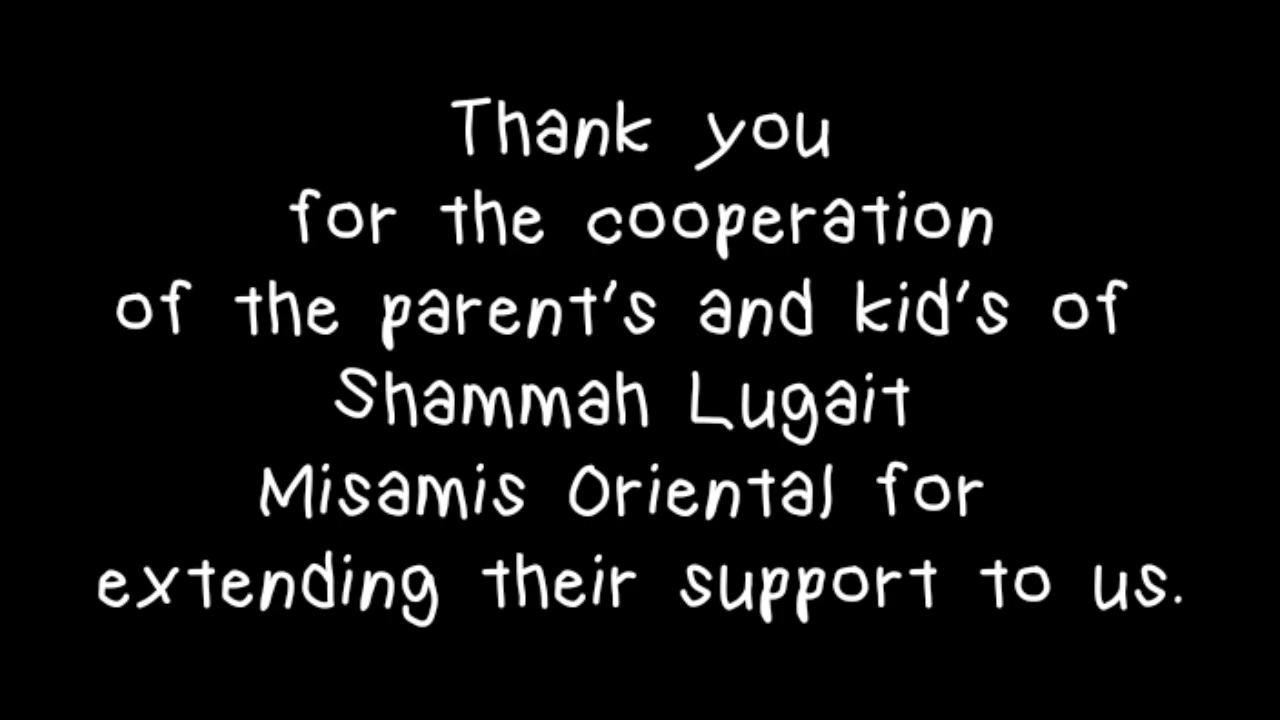 Thank you
for the cooperation
of the parent's and kid's of
Shammah Lugait
Misamis Oriental for
extending their support to us.